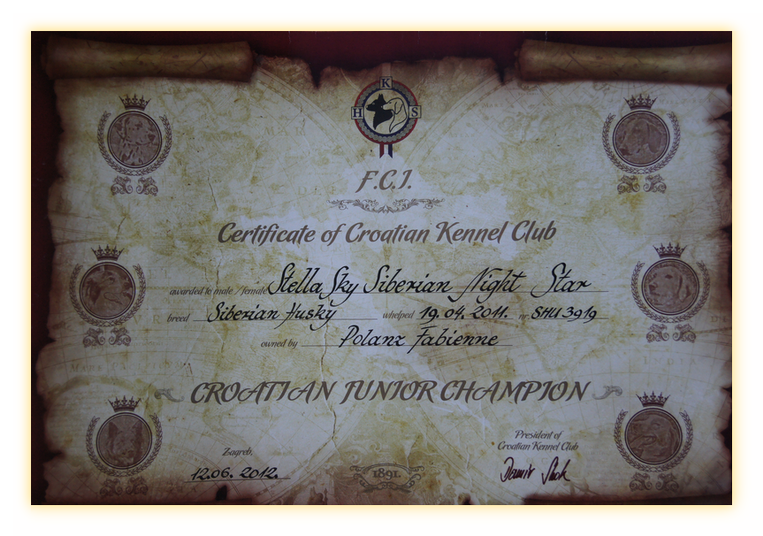 K
H S
F.C.I.
Certificate of Croatian Kennel Club
awarded to male / female Stella Sky Siberian Night Star
breed Siberian Husky whelped 19.04.2011. nr. SHU 3919
owned by Polanz Fabienne
CROATIAN JUNIOR CHAMPION
Zagreb,
12.06.2012.
1891.
President of
Croatian Kennel Club
Damir